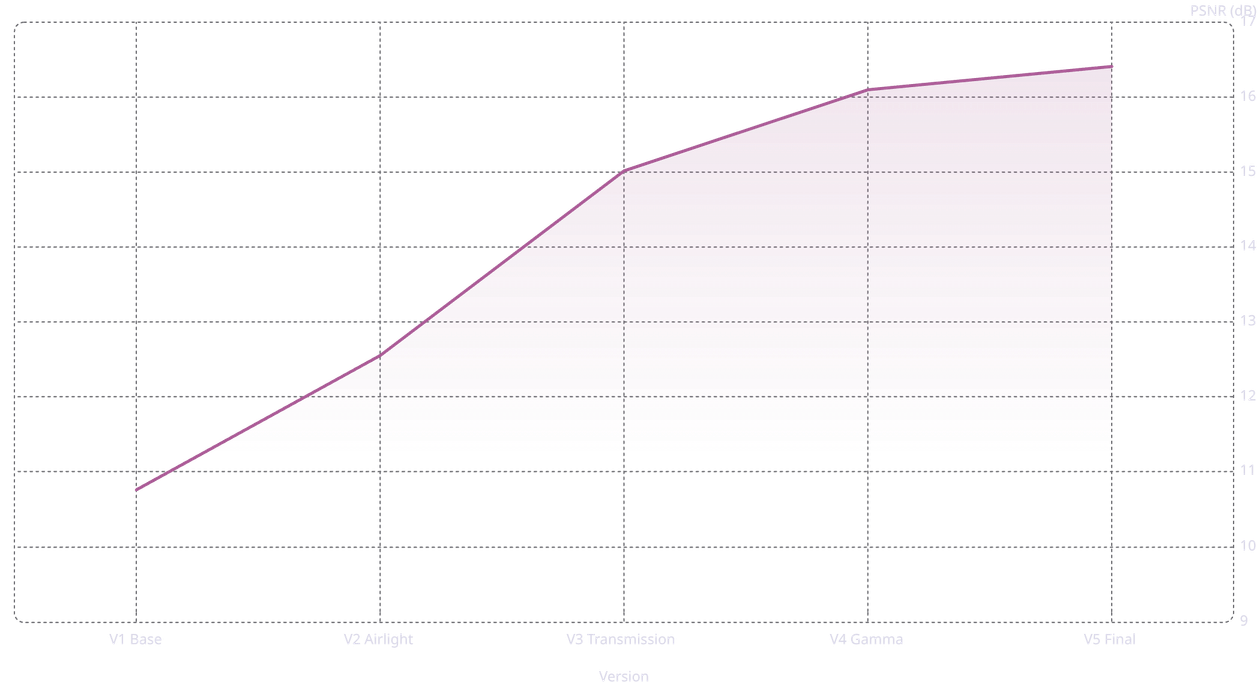 PSNR (dB)
17
16
15
14
13
12
11
10
9
V1 Base
V2 Airlight
V3 Transmission
V4 Gamma
V5 Final
Version